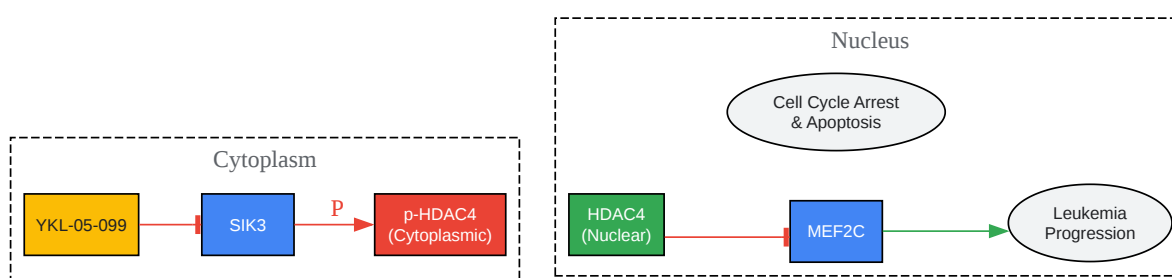 Nucleus
Cell Cycle Arrest
& Apoptosis
Cytoplasm
YKL-05-099
SIK3
P
p-HDAC4
(Cytoplasmic)
HDAC4
(Nuclear)
MEF2C
Leukemia
Progression